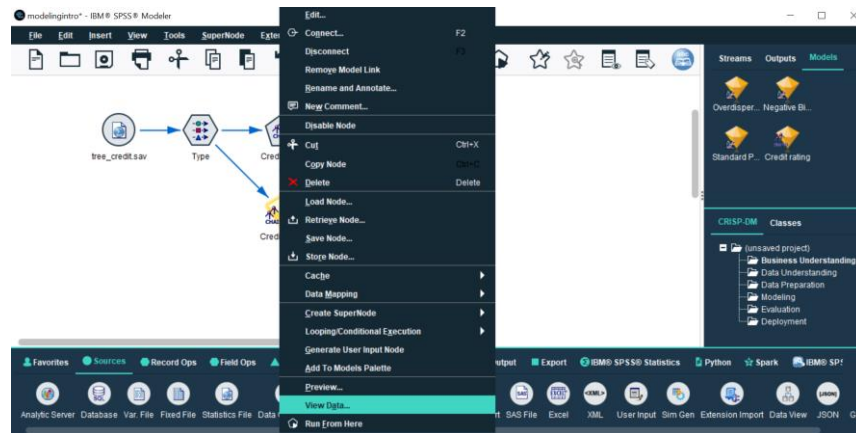 modelingintro* - IBM® SPSS® Modeler
File Edit Insert View Tools SuperNode
Streams Outputs Models
Overdisper... Negative Bi...
Standard P... Credit rating
tree_credit.sav
Type
CRISP-DM Classes
(unsaved project)
Business Understanding
Data Understanding
Data Preparation
Modeling
Evaluation
Deployment
Edit...
Connect... F2
Disconnect F3
Remove Model Link
Rename and Annotate...
New Comment...
Disable Node
Cut Ctrl+X
Copy Node Ctrl+C
Delete Delete
Load Node...
Retrieve Node...
Save Node...
Store Node...
Cache
Data Mapping
Create SuperNode
Looping/Conditional Execution
Generate User Input Node
Add To Models Palette
Preview...
View Data...
Run From Here
Favorites Sources Record Ops Field Ops Export IBM® SPSS® Statistics Python Spark
Analytic Server Database Var. File Fixed File Statistics File Data SAS File Excel XML User Input Sim Gen Extension Import Data View JSON